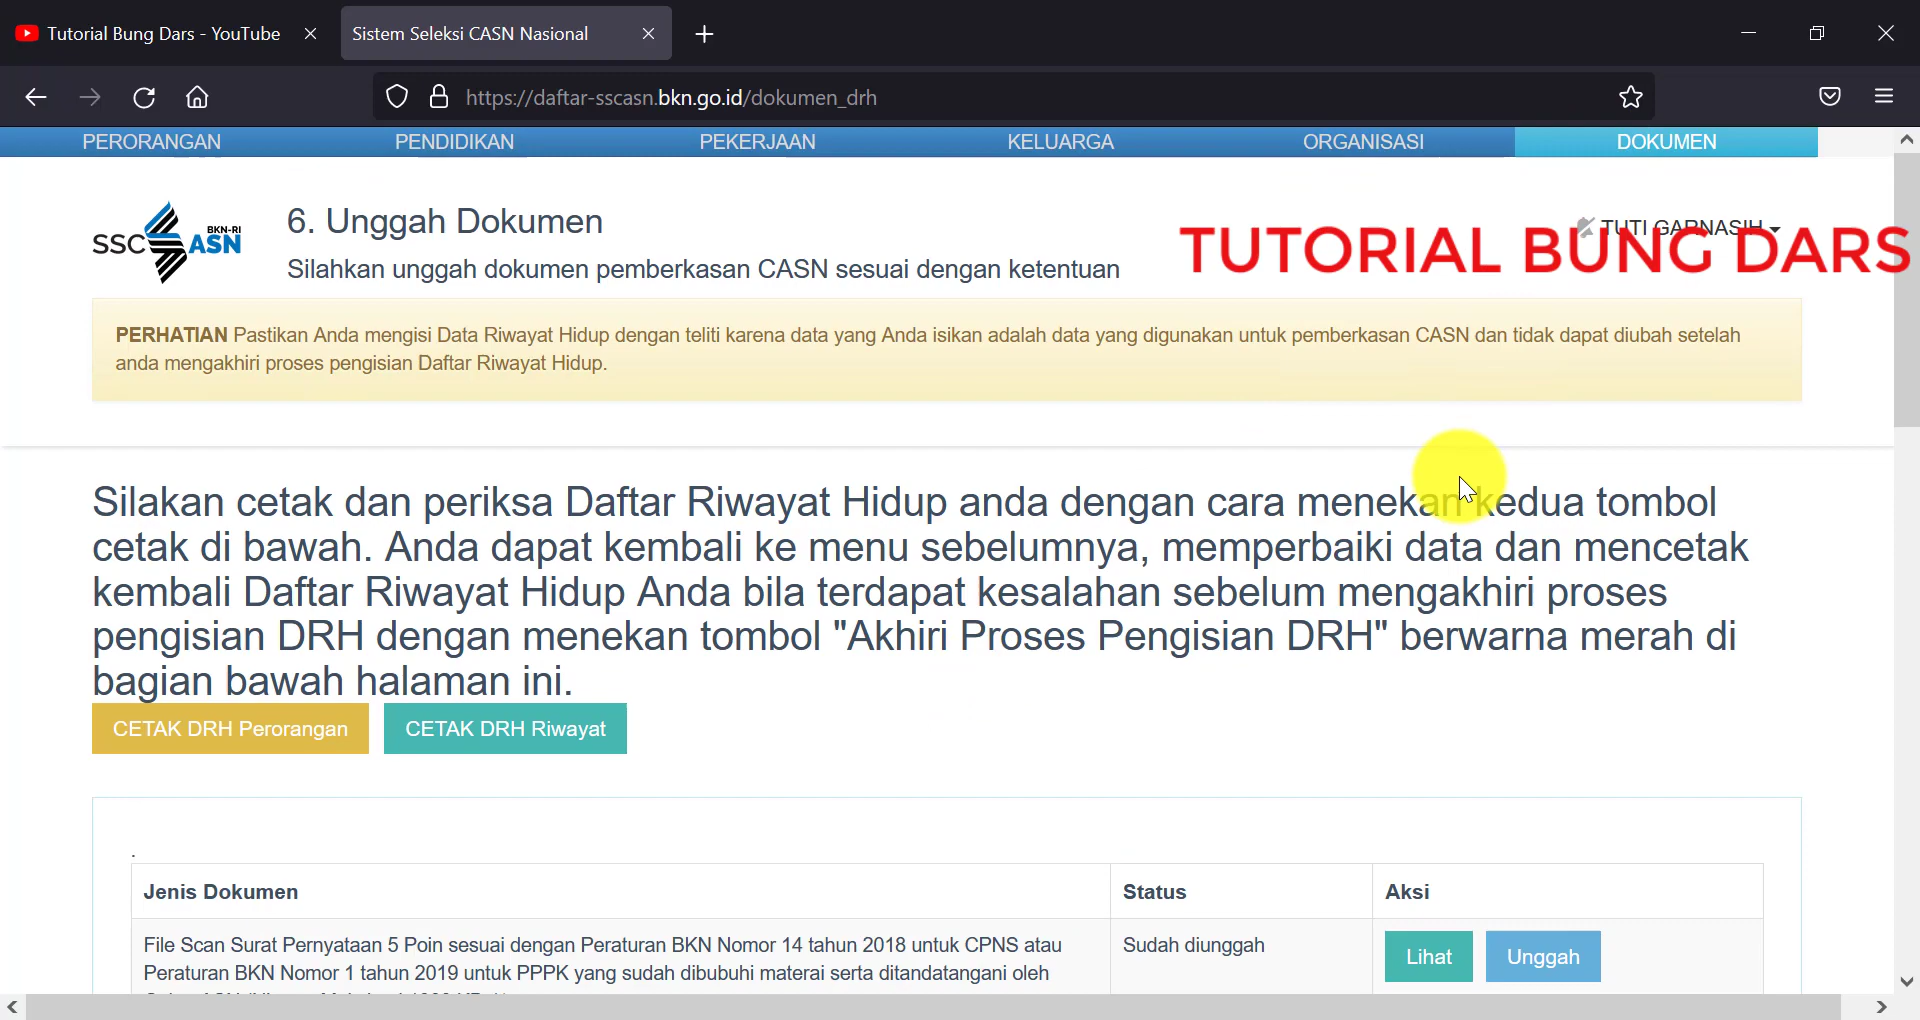 Tutorial Bung Dars - YouTube
Sistem Seleksi CASN Nasional
https://daftar-sscasn.bkn.go.id/dokumen_drh
PERORANGAN PENDIDIKAN PEKERJAAN KELUARGA ORGANISASI DOKUMEN
SSC ASN BKN-RI
6. Unggah Dokumen
TUTI GARNASIH
TUTORIAL BUNG DARS
Silahkan unggah dokumen pemberkasan CASN sesuai dengan ketentuan
PERHATIAN Pastikan Anda mengisi Data Riwayat Hidup dengan teliti karena data yang Anda isikan adalah data yang digunakan untuk pemberkasan CASN dan tidak dapat diubah setelah
anda mengakhiri proses pengisian Daftar Riwayat Hidup.
Silakan cetak dan periksa Daftar Riwayat Hidup anda dengan cara menekan kedua tombol
cetak di bawah. Anda dapat kembali ke menu sebelumnya, memperbaiki data dan mencetak
kembali Daftar Riwayat Hidup Anda bila terdapat kesalahan sebelum mengakhiri proses
pengisian DRH dengan menekan tombol "Akhiri Proses Pengisian DRH" berwarna merah di
bagian bawah halaman ini.
CETAK DRH Perorangan CETAK DRH Riwayat
.
Jenis Dokumen Status Aksi
File Scan Surat Pernyataan 5 Poin sesuai dengan Peraturan BKN Nomor 14 tahun 2018 untuk CPNS atau
Peraturan BKN Nomor 1 tahun 2019 untuk PPPK yang sudah dibubuhi materai serta ditandatangani oleh
Sudah diunggah
Lihat Unggah